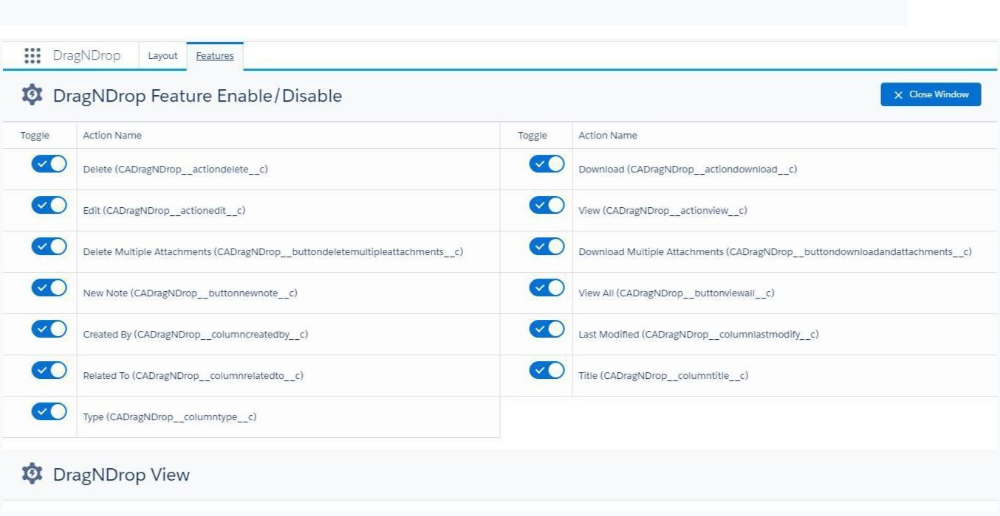 DragNDrop Layout Features
DragNDrop Feature Enable/Disable Close Window
Toggle Action Name Toggle Action Name
Delete (CADragNDrop__actiondelete__c) Download (CADragNDrop__actiondownload__c)
Edit (CADragNDrop__actionedit__c) View (CADragNDrop__actionview__c)
Delete Multiple Attachments (CADragNDrop__buttondeletemultipleattachments__c) Download Multiple Attachments (CADragNDrop__buttondownloadandattachments__c)
New Note (CADragNDrop__buttonnewnote__c) View All (CADragNDrop__buttonviewall__c)
Created By (CADragNDrop__columncreatedby__c) Last Modified (CADragNDrop__columnlastmodify__c)
Related To (CADragNDrop__columnrelatedto__c) Title (CADragNDrop__columntitle__c)
Type (CADragNDrop__columntype__c)
DragNDrop View